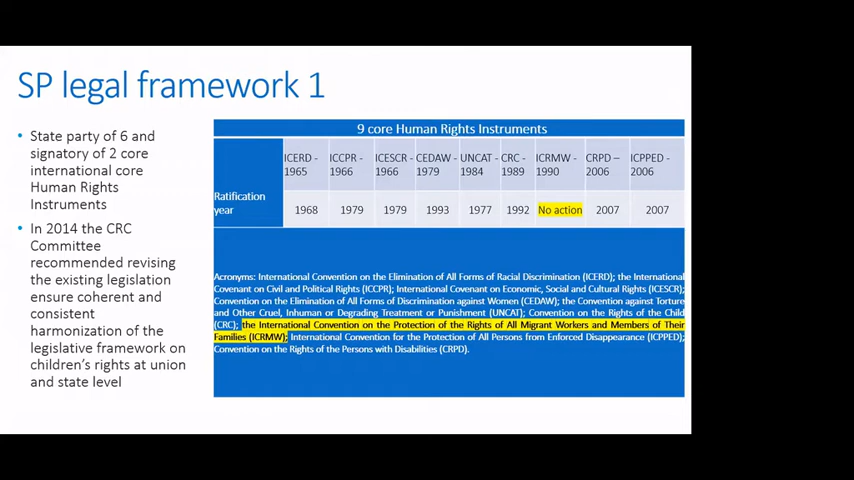 SP legal framework 1
• State party of 6 and
signatory of 2 core
international core
Human Rights
Instruments
• In 2014 the CRC
Committee
recommended revising
the existing legislation
ensure coherent and
consistent
harmonization of the
legislative framework on
children's rights at union
and state level
9 core Human Rights Instruments
ICERD - 1965 ICCPR - 1966 ICESCR - 1966 CEDAW - 1979 UNCAT - 1984 CRC - 1989 ICRMW - 1990 CRPD – 2006 ICPPED - 2006
Ratification year 1968 1979 1979 1993 1977 1992 No action 2007 2007
Acronyms: International Convention on the Elimination of All Forms of Racial Discrimination (ICERD); the International
Covenant on Civil and Political Rights (ICCPR); International Covenant on Economic, Social and Cultural Rights (ICESCR);
Convention on the Elimination of All Forms of Discrimination against Women (CEDAW); the Convention against Torture
and Other Cruel, Inhuman or Degrading Treatment or Punishment (UNCAT); Convention on the Rights of the Child
(CRC); the International Convention on the Protection of the Rights of All Migrant Workers and Members of Their
Families (ICRMW); International Convention for the Protection of All Persons from Enforced Disappearance (ICPPED);
Convention on the Rights of the Persons with Disabilities (CRPD).